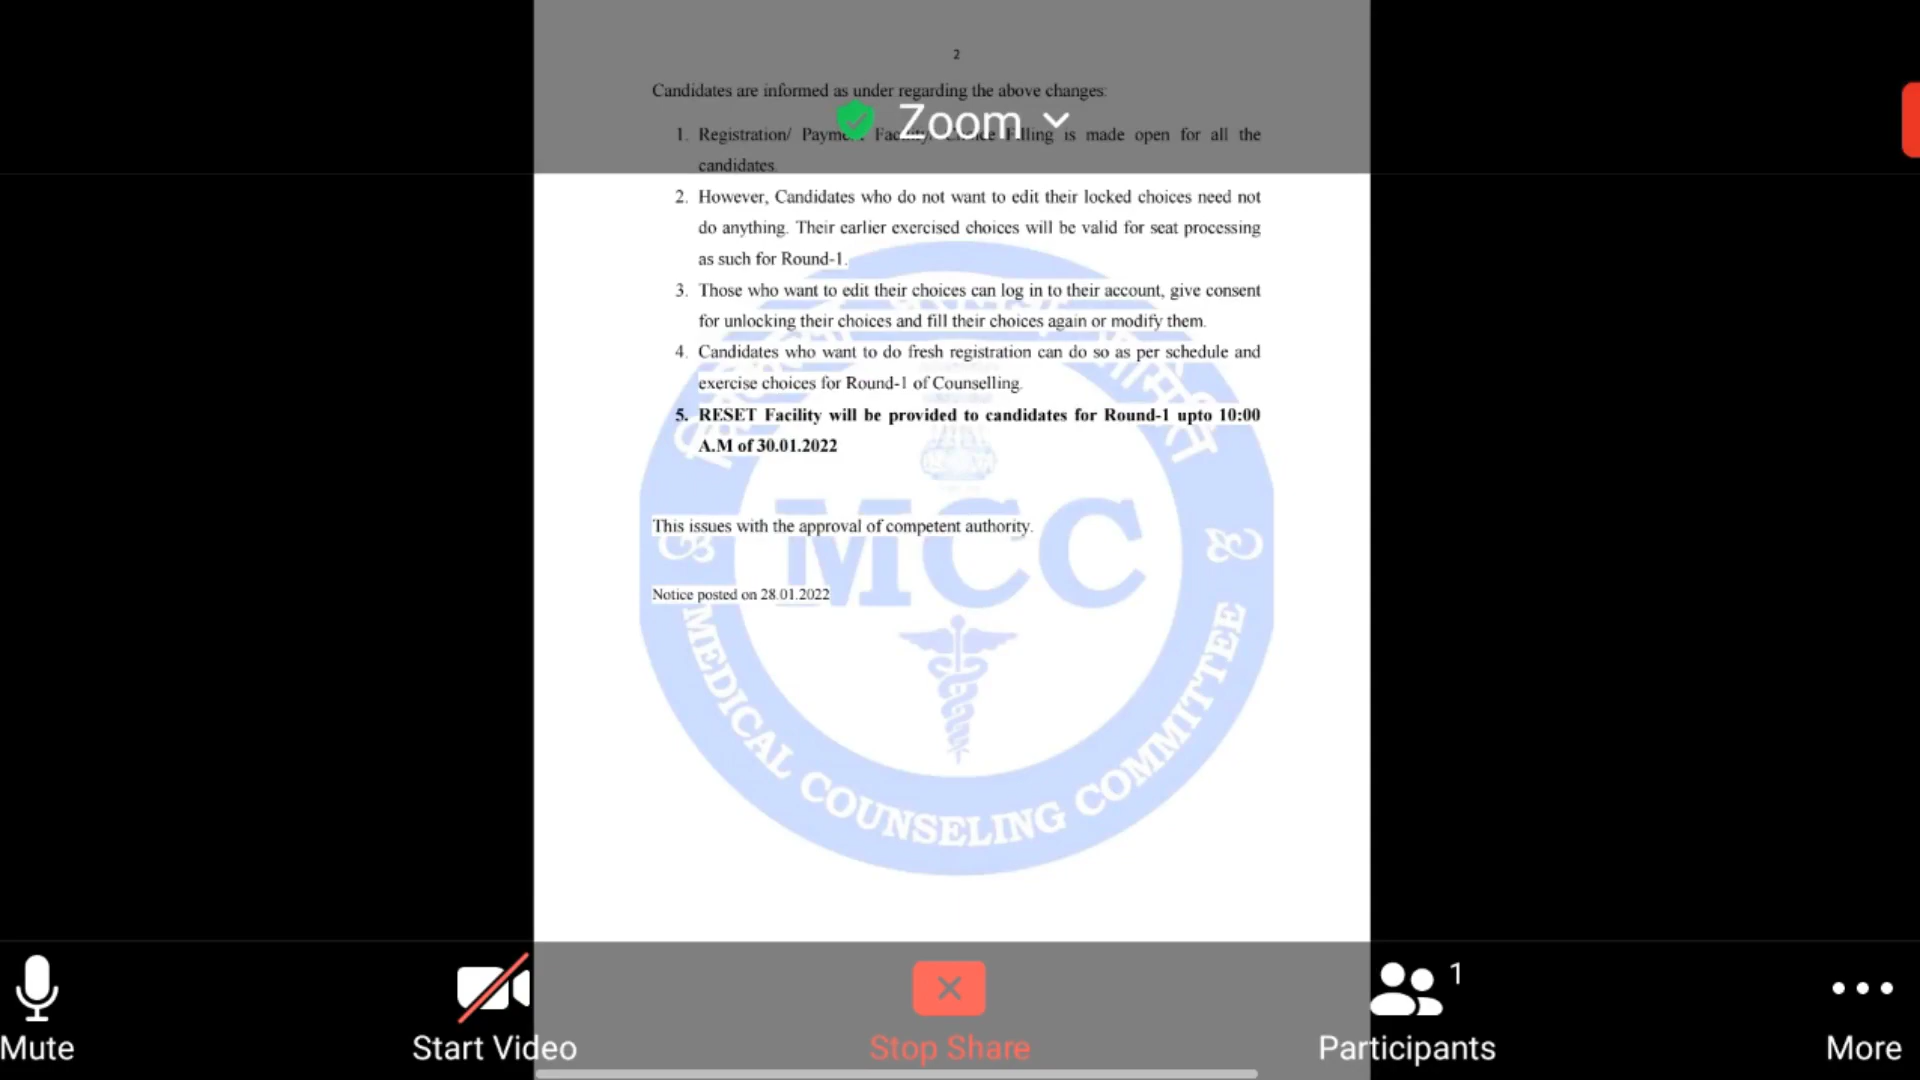 2
Candidates are informed as under regarding the above changes:
Zoom
1. Registration/ Payment Facility/ Choice Filling is made open for all the
candidates.
2. However, Candidates who do not want to edit their locked choices need not
do anything. Their earlier exercised choices will be valid for seat processing
as such for Round-1.
3. Those who want to edit their choices can log in to their account, give consent
for unlocking their choices and fill their choices again or modify them.
4. Candidates who want to do fresh registration can do so as per schedule and
exercise choices for Round-1 of Counselling.
5. RESET Facility will be provided to candidates for Round-1 upto 10:00
A.M of 30.01.2022
This issues with the approval of competent authority.
MCC
Notice posted on 28.01.2022
MEDICAL COUNSELING COMMITTEE
1
Mute
Start Video
Stop Share
Participants
More